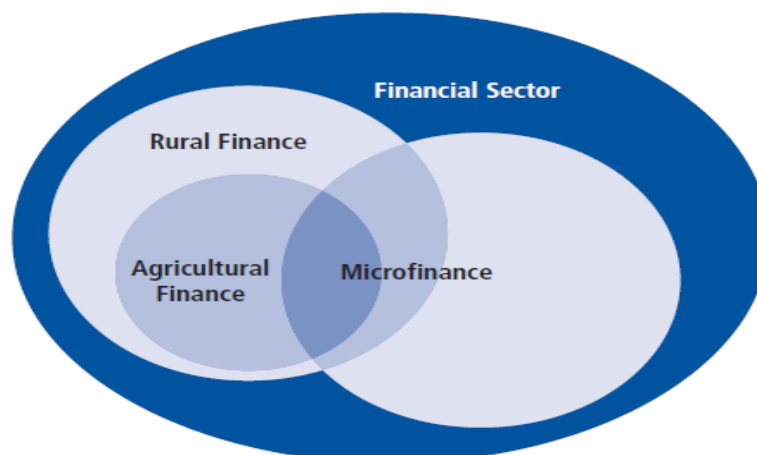 Financial Sector
Rural Finance
Agricultural
Finance
Microfinance